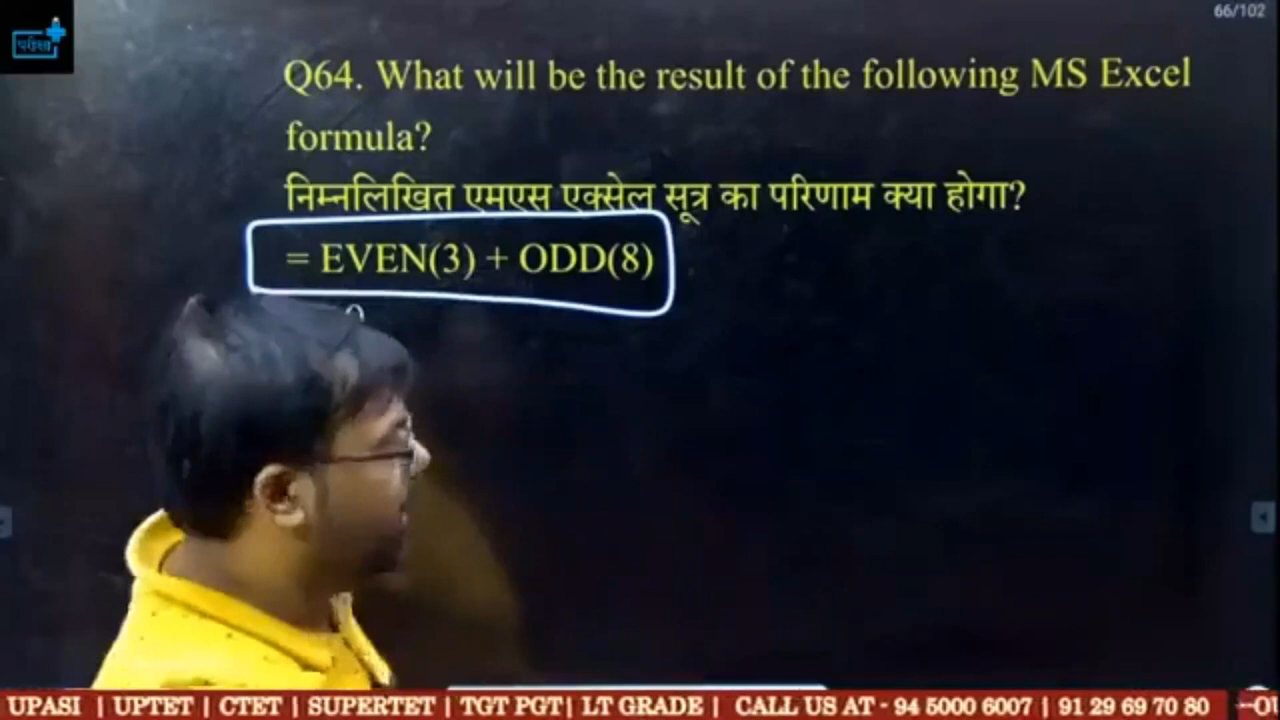 66/102
परीक्षा
Q64. What will be the result of the following MS Excel
formula?
निम्नलिखित एमएस एक्सेल सूत्र का परिणाम क्या होगा?
= EVEN(3) + ODD(8)
UPASI | UPTET | CTET | SUPERTET | TGT PGT| LT GRADE | CALL US AT - 94 5000 6007 | 91 29 69 70 80